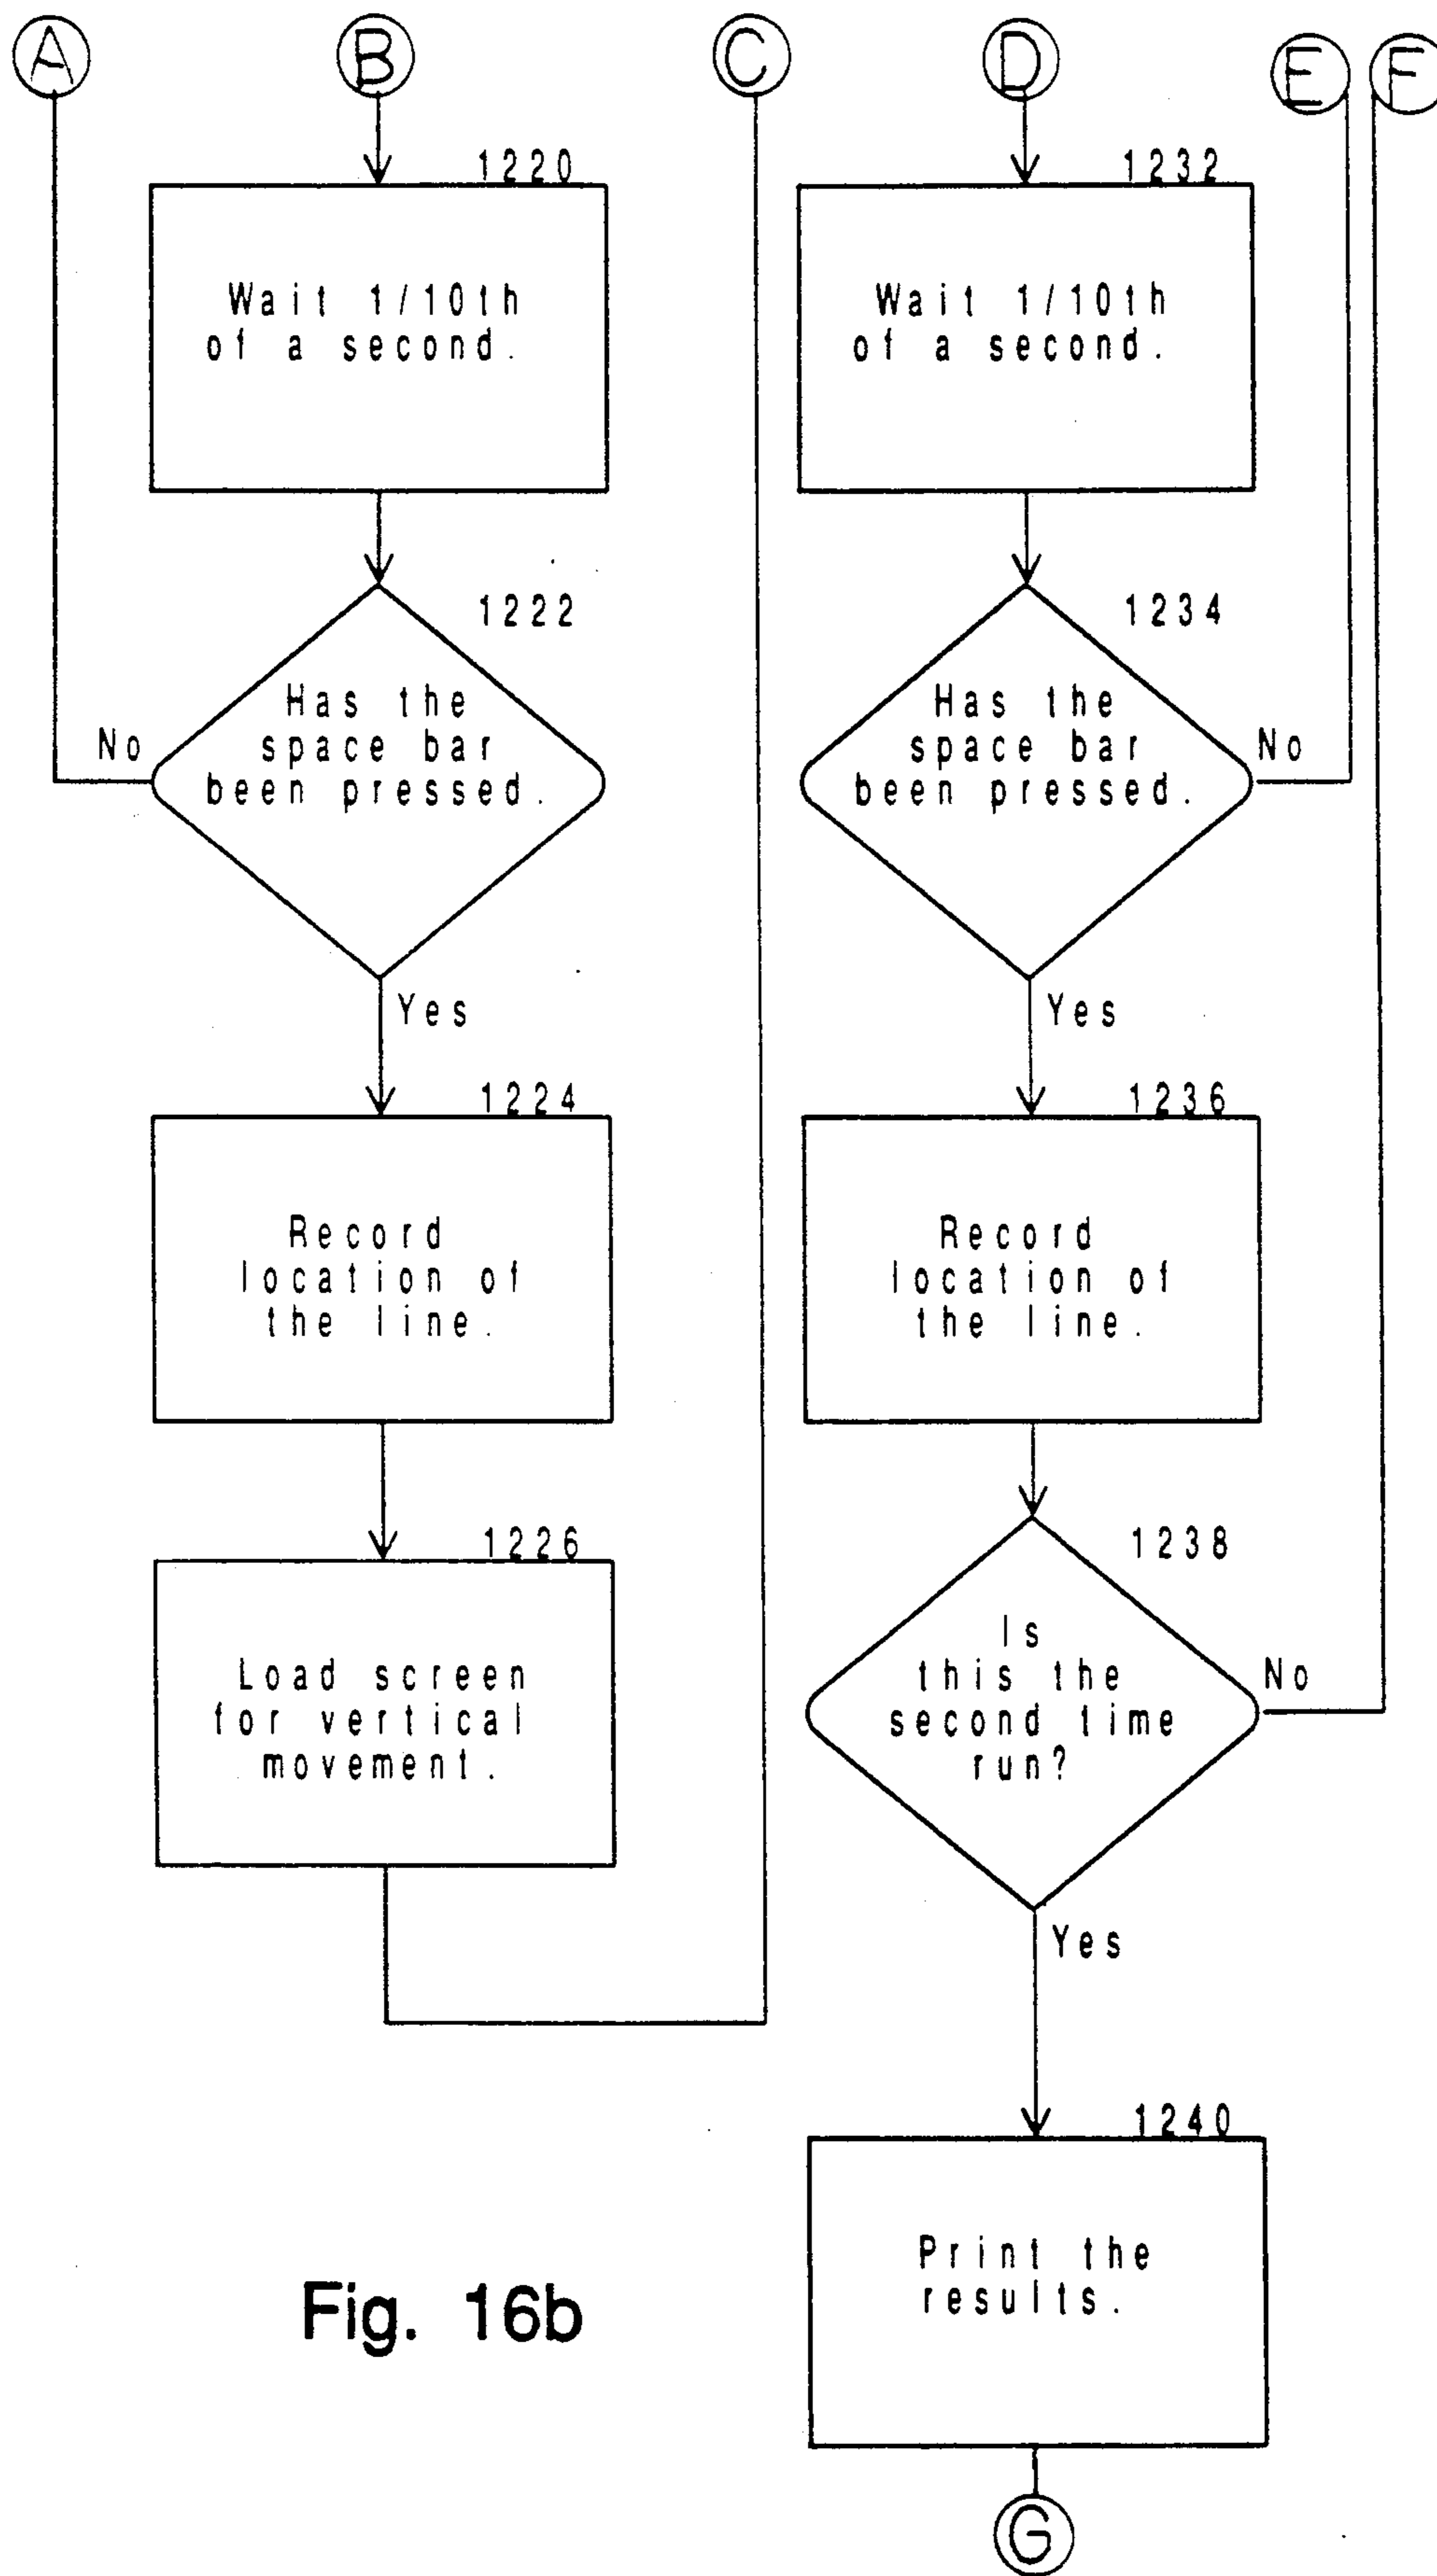 A
B
C
D
E
F
1220
Wait 1/10th
of a second.
1222
Has the
space bar
been pressed.
No
Yes
1224
Record
location of
the line.
1226
Load screen
for vertical
movement.
1232
Wait 1/10th
of a second.
1234
Has the
space bar
been pressed.
No
Yes
1236
Record
location of
the line.
1238
Is
this the
second time
run?
No
Yes
1240
Print the
results.
G
Fig. 16b